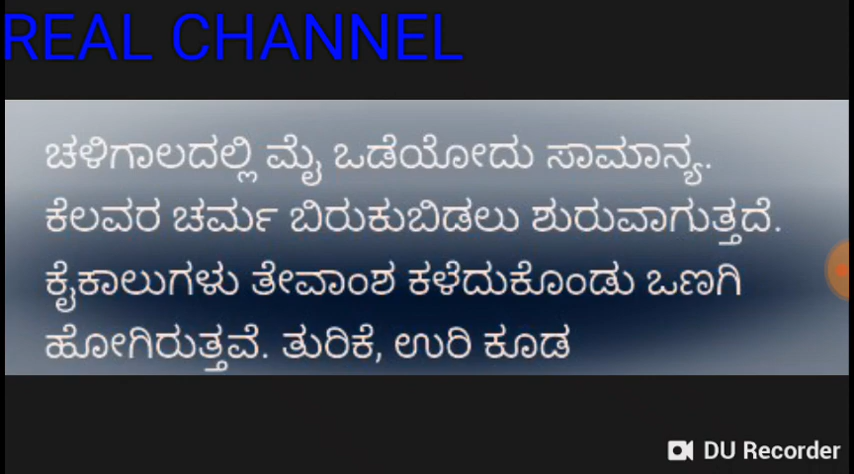 REAL CHANNEL
ಚಳಿಗಾಲದಲ್ಲಿ ಮೈ ಒಡೆಯೋದು ಸಾಮಾನ್ಯ.
ಕೆಲವರ ಚರ್ಮ ಬಿರುಕುಬಿಡಲು ಶುರುವಾಗುತ್ತದೆ.
ಕೈಕಾಲುಗಳು ತೇವಾಂಶ ಕಳೆದುಕೊಂಡು ಒಣಗಿ
ಹೋಗಿರುತ್ತವೆ. ತುರಿಕೆ, ಉರಿ ಕೂಡ
DU Recorder